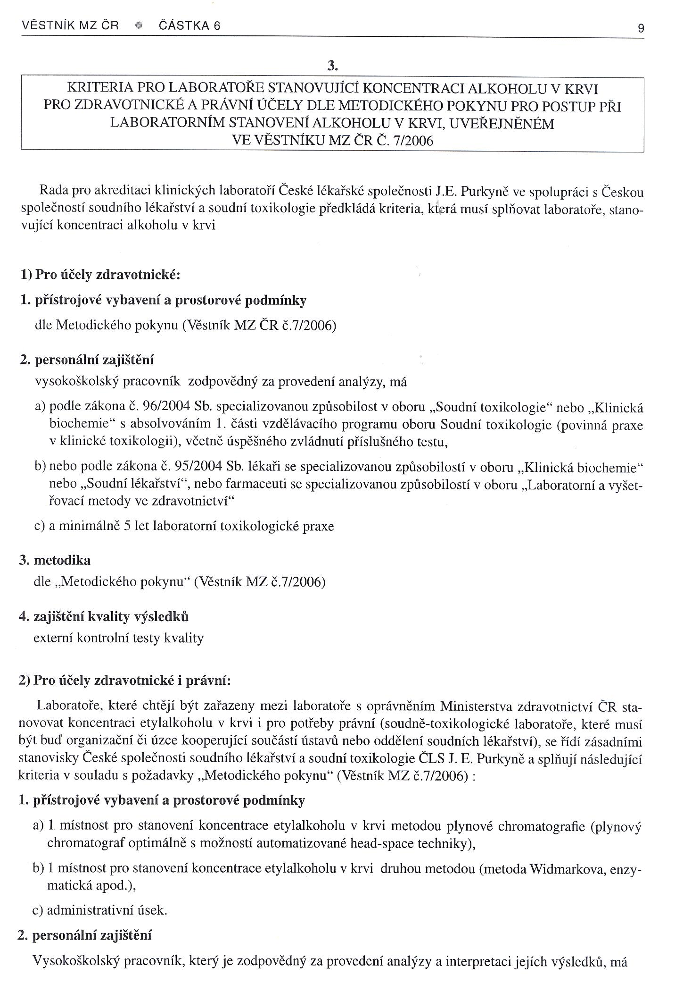 VĚSTNÍK MZ ČR ● ČÁSTKA 6 9
3.
KRITERIA PRO LABORATOŘE STANOVUJÍCÍ KONCENTRACI ALKOHOLU V KRVI
PRO ZDRAVOTNICKÉ A PRÁVNÍ ÚČELY DLE METODICKÉHO POKYNU PRO POSTUP PŘI
LABORATORNÍM STANOVENÍ ALKOHOLU V KRVI, UVEŘEJNĚNÉM
VE VĚSTNÍKU MZ ČR Č. 7/2006
Rada pro akreditaci klinických laboratoří České lékařské společnosti J.E. Purkyně ve spolupráci s Českou
společností soudního lékařství a soudní toxikologie předkládá kriteria, která musí splňovat laboratoře, stano-
vující koncentraci alkoholu v krvi
1) Pro účely zdravotnické:
1. přístrojové vybavení a prostorové podmínky
dle Metodického pokynu (Věstník MZ ČR č.7/2006)
2. personální zajištění
vysokoškolský pracovník zodpovědný za provedení analýzy, má
a) podle zákona č. 96/2004 Sb. specializovanou způsobilost v oboru „Soudní toxikologie“ nebo „Klinická
biochemie“ s absolvováním 1. části vzdělávacího programu oboru Soudní toxikologie (povinná praxe
v klinické toxikologii), včetně úspěšného zvládnutí příslušného testu,
b) nebo podle zákona č. 95/2004 Sb. lékaři se specializovanou způsobilostí v oboru „Klinická biochemie“
nebo „Soudní lékařství“, nebo farmaceuti se specializovanou způsobilostí v oboru „Laboratorní a vyšet-
řovací metody ve zdravotnictví“
c) a minimálně 5 let laboratorní toxikologické praxe
3. metodika
dle „Metodického pokynu“ (Věstník MZ č.7/2006)
4. zajištění kvality výsledků
externí kontrolní testy kvality
2) Pro účely zdravotnické i právní:
Laboratoře, které chtějí být zařazeny mezi laboratoře s oprávněním Ministerstva zdravotnictví ČR sta-
novovat koncentraci etylalkoholu v krvi i pro potřeby právní (soudně-toxikologické laboratoře, které musí
být buď organizační či úzce kooperující součástí ústavů nebo oddělení soudních lékařství), se řídí zásadními
stanovisky České společnosti soudního lékařství a soudní toxikologie ČLS J. E. Purkyně a splňují následující
kriteria v souladu s požadavky „Metodického pokynu“ (Věstník MZ č.7/2006) :
1. přístrojové vybavení a prostorové podmínky
a) 1 místnost pro stanovení koncentrace etylalkoholu v krvi metodou plynové chromatografie (plynový
chromatograf optimálně s možností automatizované head-space techniky),
b) 1 místnost pro stanovení koncentrace etylalkoholu v krvi druhou metodou (metoda Widmarkova, enzy-
matická apod.),
c) administrativní úsek.
2. personální zajištění
Vysokoškolský pracovník, který je zodpovědný za provedení analýzy a interpretaci jejích výsledků, má